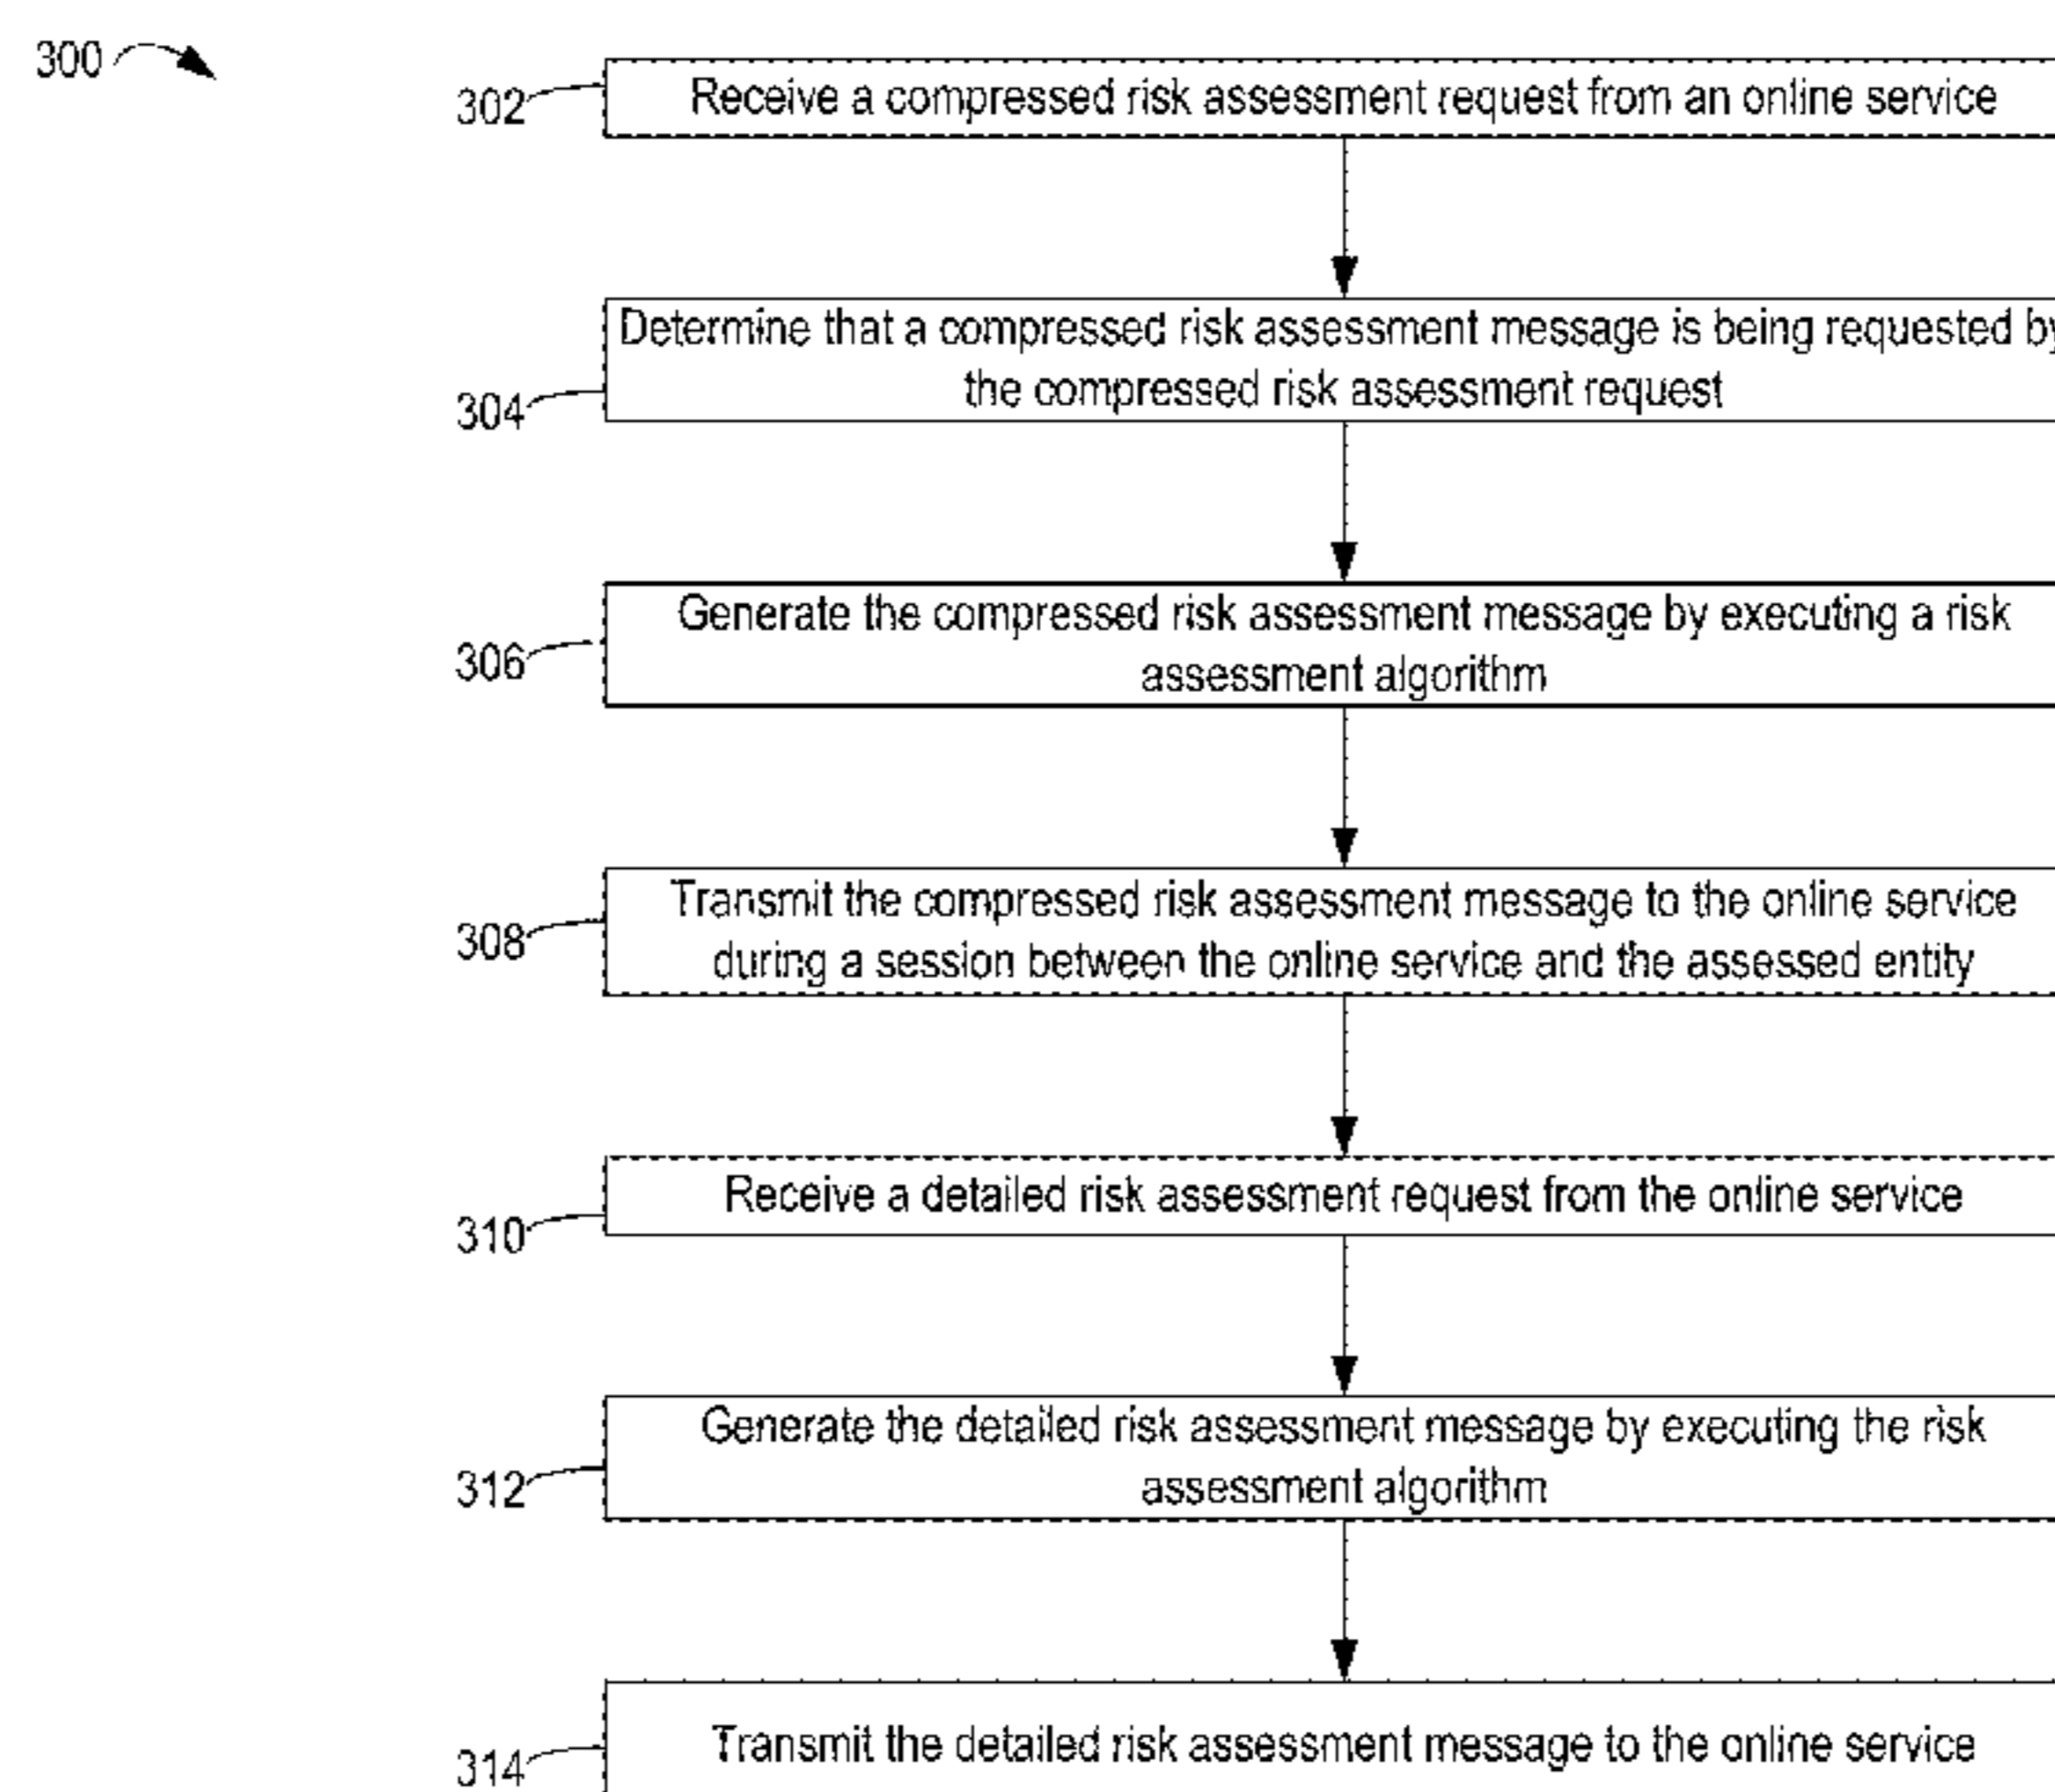 300
302
Receive a compressed risk assessment request from an online service
Determine that a compressed risk assessment message is being requested by
the compressed risk assessment request
304
Generate the compressed risk assessment message by executing a risk
assessment algorithm
306
Transmit the compressed risk assessment message to the online service
during a session between the online service and the assessed entity
308
Receive a detailed risk assessment request from the online service
310
Generate the detailed risk assessment message by executing the risk
assessment algorithm
312
Transmit the detailed risk assessment message to the online service
314